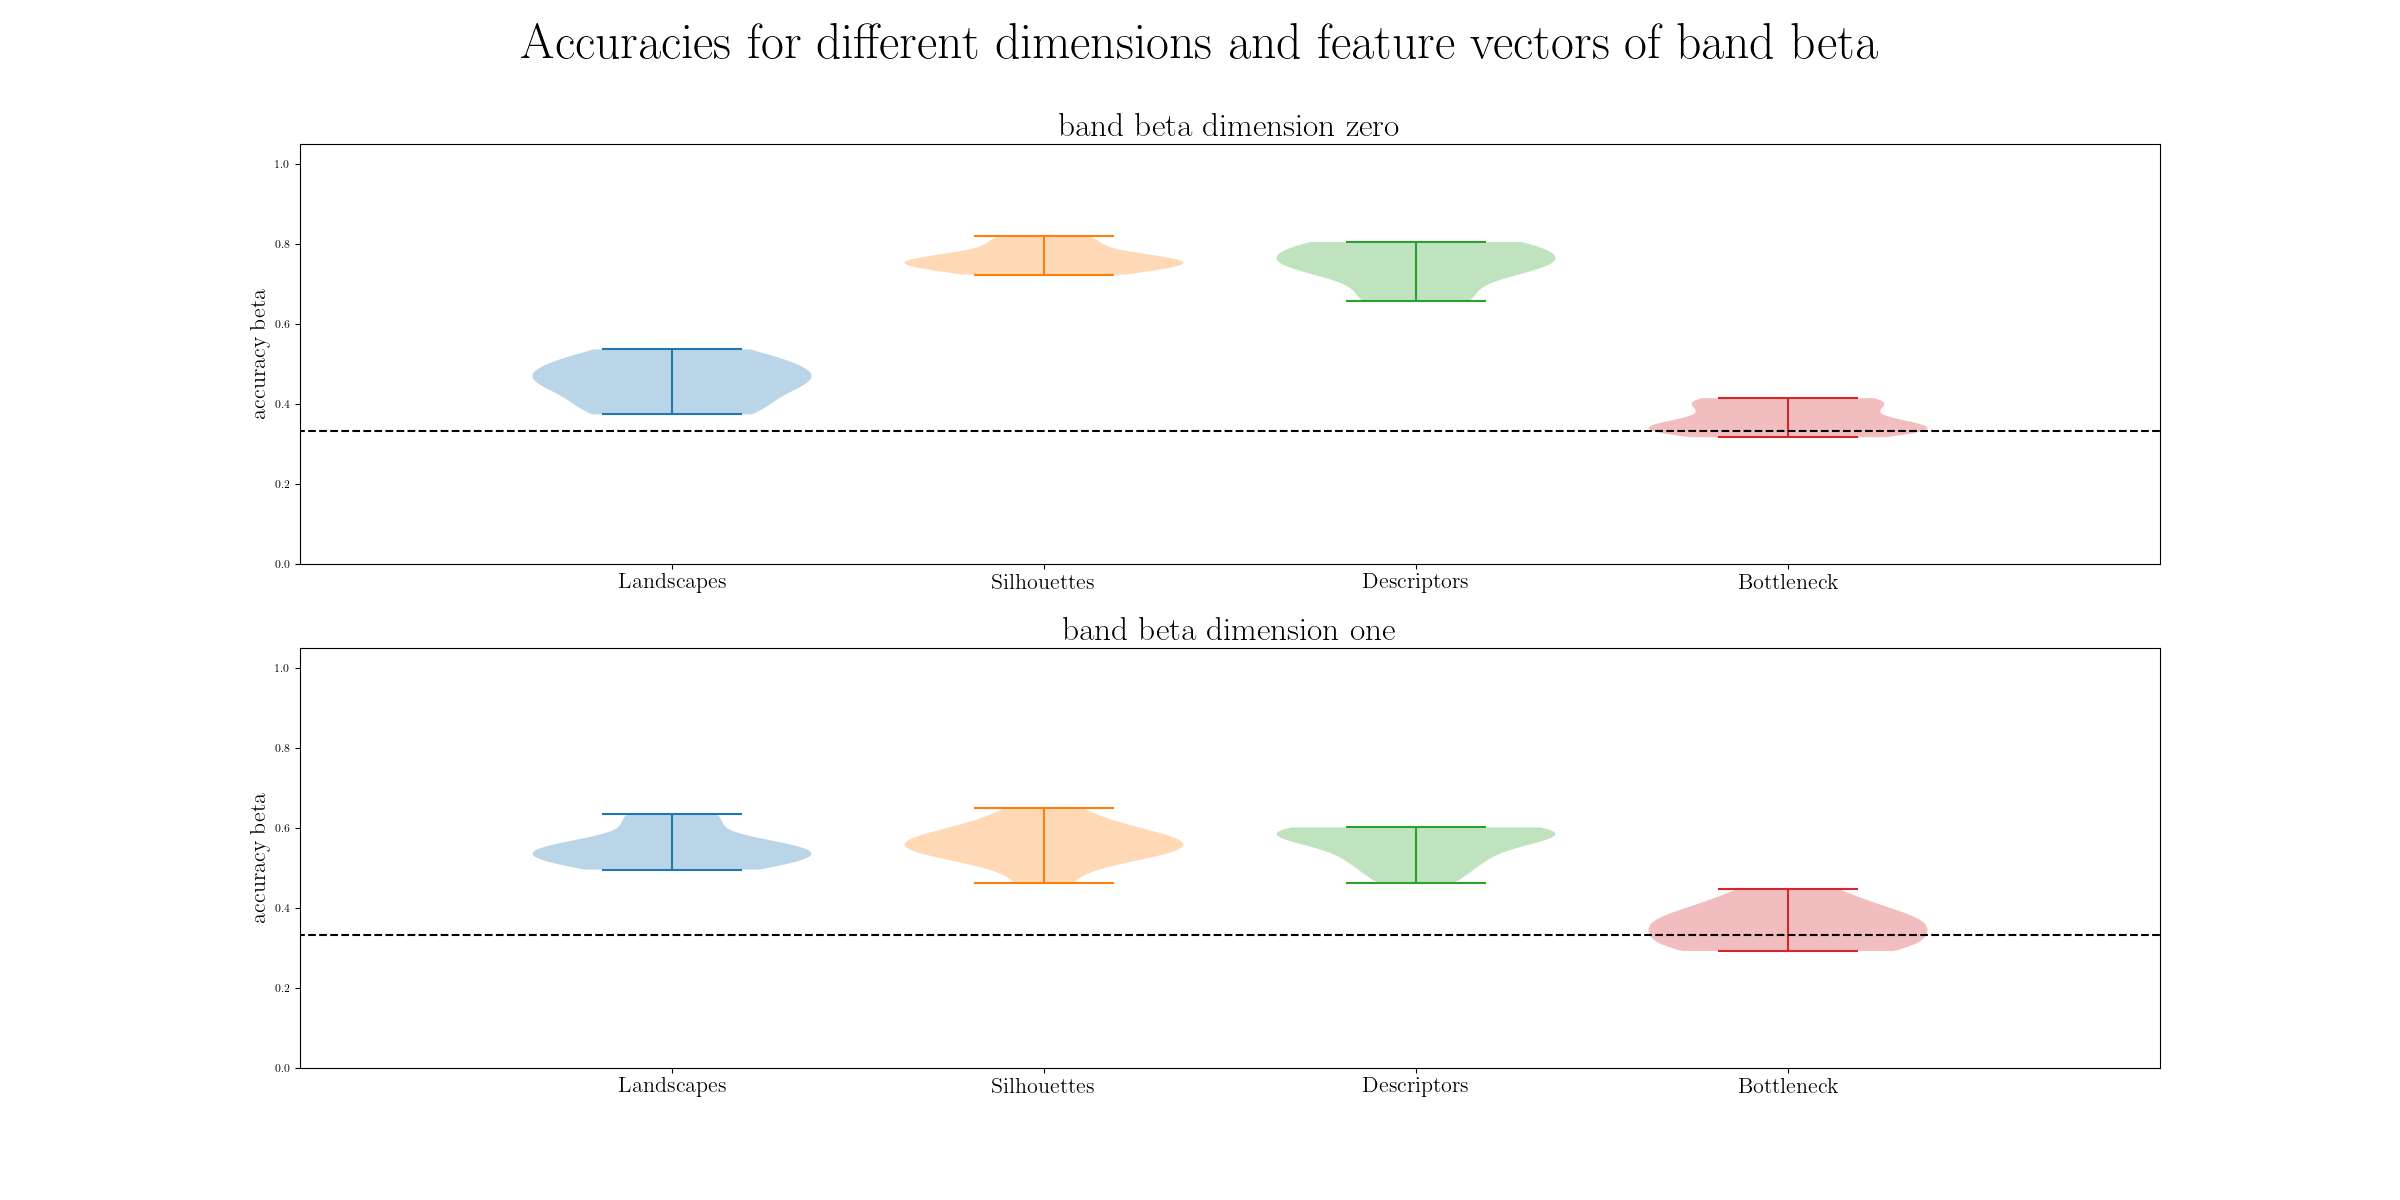 Accuracies for different dimensions and feature vectors of band beta
band beta dimension zero
1.0
0.8
0.6
0.4
0.2
0.0
accuracy beta
Landscapes Silhouettes Descriptors Bottleneck
band beta dimension one
1.0
0.8
0.6
0.4
0.2
0.0
accuracy beta
Landscapes Silhouettes Descriptors Bottleneck